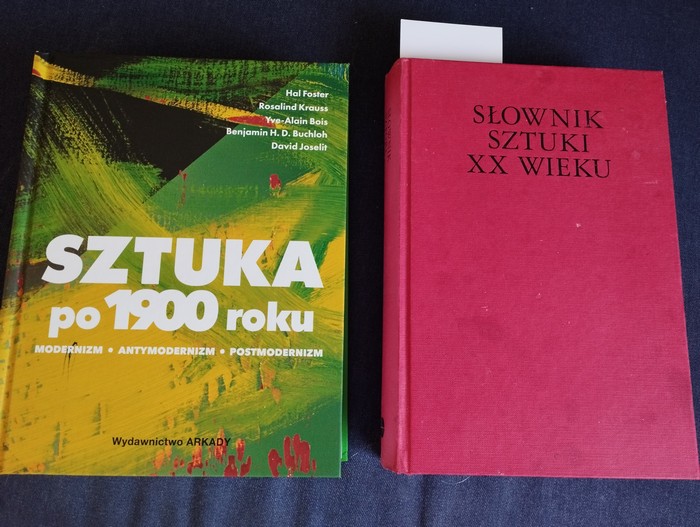 Hal Foster
Rosalind Krauss
Yve-Alain Bois
Benjamin H. D. Buchloh
David Joselit
SZTUKA
po 1900 roku
MODERNIZM • ANTYMODERNIZM • POSTMODERNIZM
Wydawnictwo ARKADY
SŁOWNIK
SZTUKI
XX WIEKU